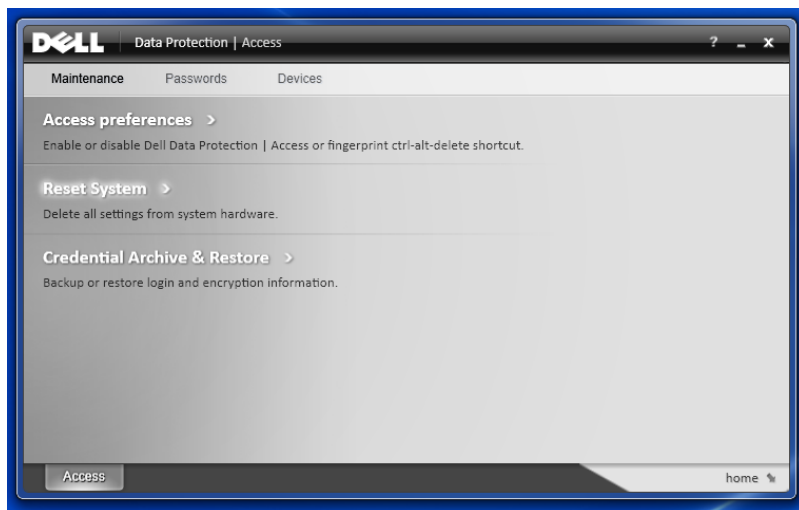 DELL Data Protection | Access ? _ x
Maintenance Passwords Devices
Access preferences >
Enable or disable Dell Data Protection | Access or fingerprint ctrl-alt-delete shortcut.
Reset System >
Delete all settings from system hardware.
Credential Archive & Restore >
Backup or restore login and encryption information.
Access home